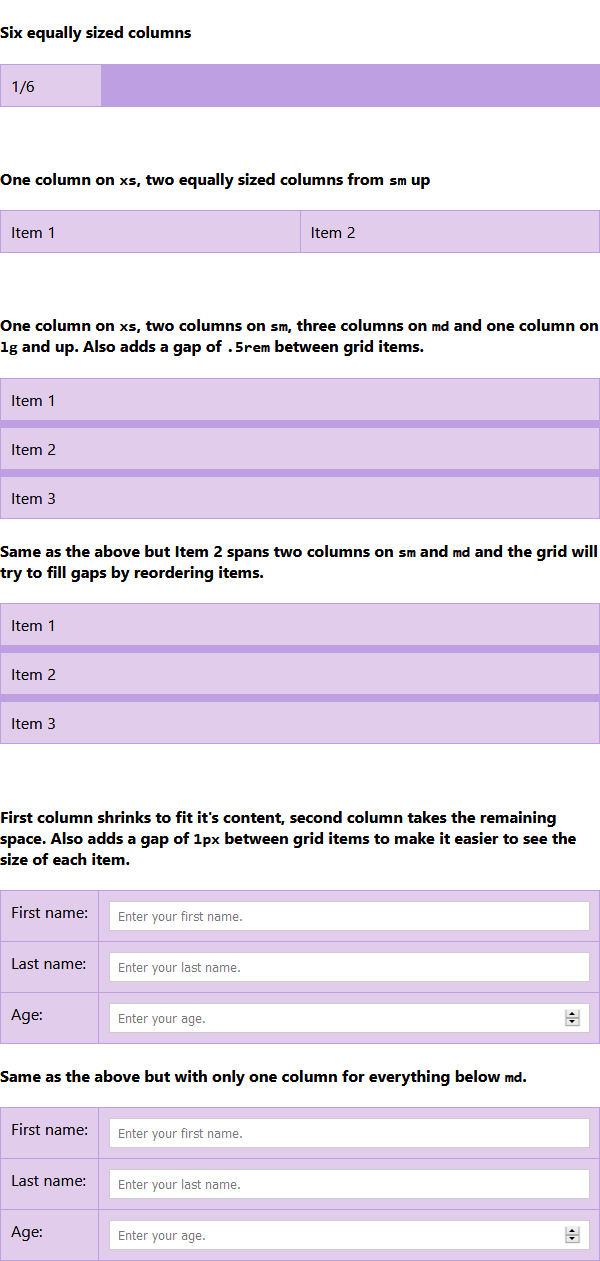 Six equally sized columns
1/6
One column on xs, two equally sized columns from sm up
Item 1
Item 2
One column on xs, two columns on sm, three columns on md and one column on
lg and up. Also adds a gap of .5rem between grid items.
Item 1
Item 2
Item 3
Same as the above but Item 2 spans two columns on sm and md and the grid will
try to fill gaps by reordering items.
Item 1
Item 2
Item 3
First column shrinks to fit it's content, second column takes the remaining
space. Also adds a gap of 1px between grid items to make it easier to see the
size of each item.
First name:
Enter your first name.
Last name:
Enter your last name.
Age:
Enter your age.
Same as the above but with only one column for everything below md.
First name:
Enter your first name.
Last name:
Enter your last name.
Age:
Enter your age.